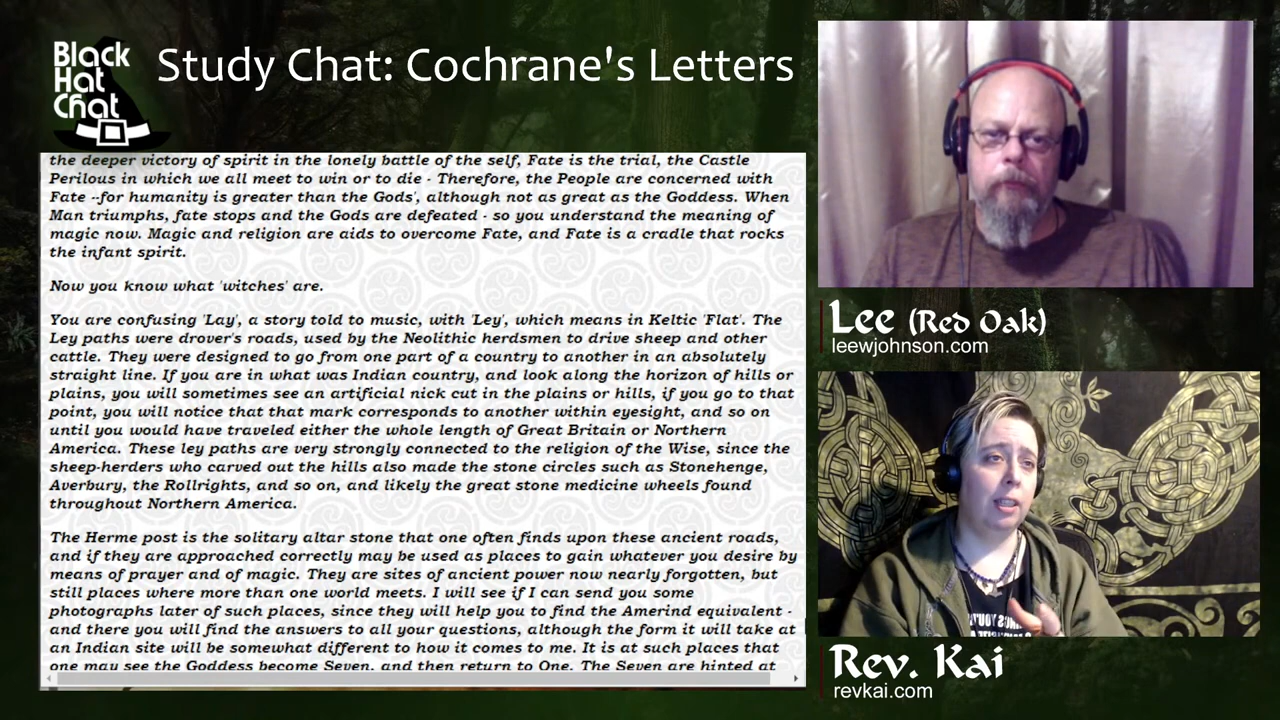 Black
Hat
Chat
Study Chat: Cochrane's Letters
the deeper victory of spirit in the lonely battle of the self, Fate is the trial, the Castle
Perilous in which we all meet to win or to die - Therefore, the People are concerned with
Fate --for humanity is greater than the Gods', although not as great as the Goddess. When
Man triumphs, fate stops and the Gods are defeated - so you understand the meaning of
magic now. Magic and religion are aids to overcome Fate, and Fate is a cradle that rocks
the infant spirit.
Now you know what 'witches' are.
You are confusing 'Lay', a story told to music, with 'Ley', which means in Keltic 'Flat'. The
Ley paths were drover's roads, used by the Neolithic herdsmen to drive sheep and other
cattle. They were designed to go from one part of a country to another in an absolutely
straight line. If you are in what was Indian country, and look along the horizon of hills or
plains, you will sometimes see an artificial nick cut in the plains or hills, if you go to that
point, you will notice that that mark corresponds to another within eyesight, and so on
until you would have traveled either the whole length of Great Britain or Northern
America. These ley paths are very strongly connected to the religion of the Wise, since the
sheep-herders who carved out the hills also made the stone circles such as Stonehenge,
Averbury, the Rollrights, and so on, and likely the great stone medicine wheels found
throughout Northern America.
The Herme post is the solitary altar stone that one often finds upon these ancient roads,
and if they are approached correctly may be used as places to gain whatever you desire by
means of prayer and of magic. They are sites of ancient power now nearly forgotten, but
still places where more than one world meets. I will see if I can send you some
photographs later of such places, since they will help you to find the Amerind equivalent -
and there you will find the answers to all your questions, although the form it will take at
an Indian site will be somewhat different to how it comes to me. It is at such places that
one may see the Goddess become Seven, and then return to One. The Seven are hinted at
Lee (Red Oak)
leewjohnson.com
Rev. Kai
revkai.com